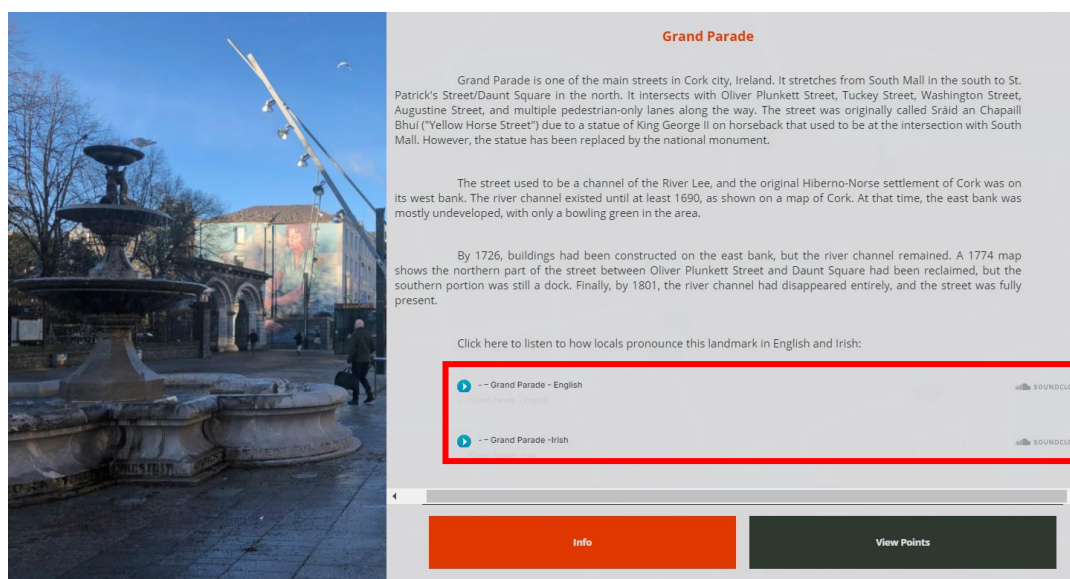 Grand Parade
Grand Parade is one of the main streets in Cork city, Ireland. It stretches from South Mall in the south to St.
Patrick's Street/Daunt Square in the north. It intersects with Oliver Plunkett Street, Tuckey Street, Washington Street,
Augustine Street, and multiple pedestrian-only lanes along the way. The street was originally called Sráid an Chapaill
Bhuí ("Yellow Horse Street") due to a statue of King George II on horseback that used to be at the intersection with South
Mall. However, the statue has been replaced by the national monument.
The street used to be a channel of the River Lee, and the original Hiberno-Norse settlement of Cork was on
its west bank. The river channel existed until at least 1690, as shown on a map of Cork. At that time, the east bank was
mostly undeveloped, with only a bowling green in the area.
By 1726, buildings had been constructed on the east bank, but the river channel remained. A 1774 map
shows the northern part of the street between Oliver Plunkett Street and Daunt Square had been reclaimed, but the
southern portion was still a dock. Finally, by 1801, the river channel had disappeared entirely, and the street was fully
present.
Click here to listen to how locals pronounce this landmark in English and Irish:
- – Grand Parade - English
SOUNDCLO
- – Grand Parade - English
- – Grand Parade -Irish
SOUNDCLO
Info
View Points